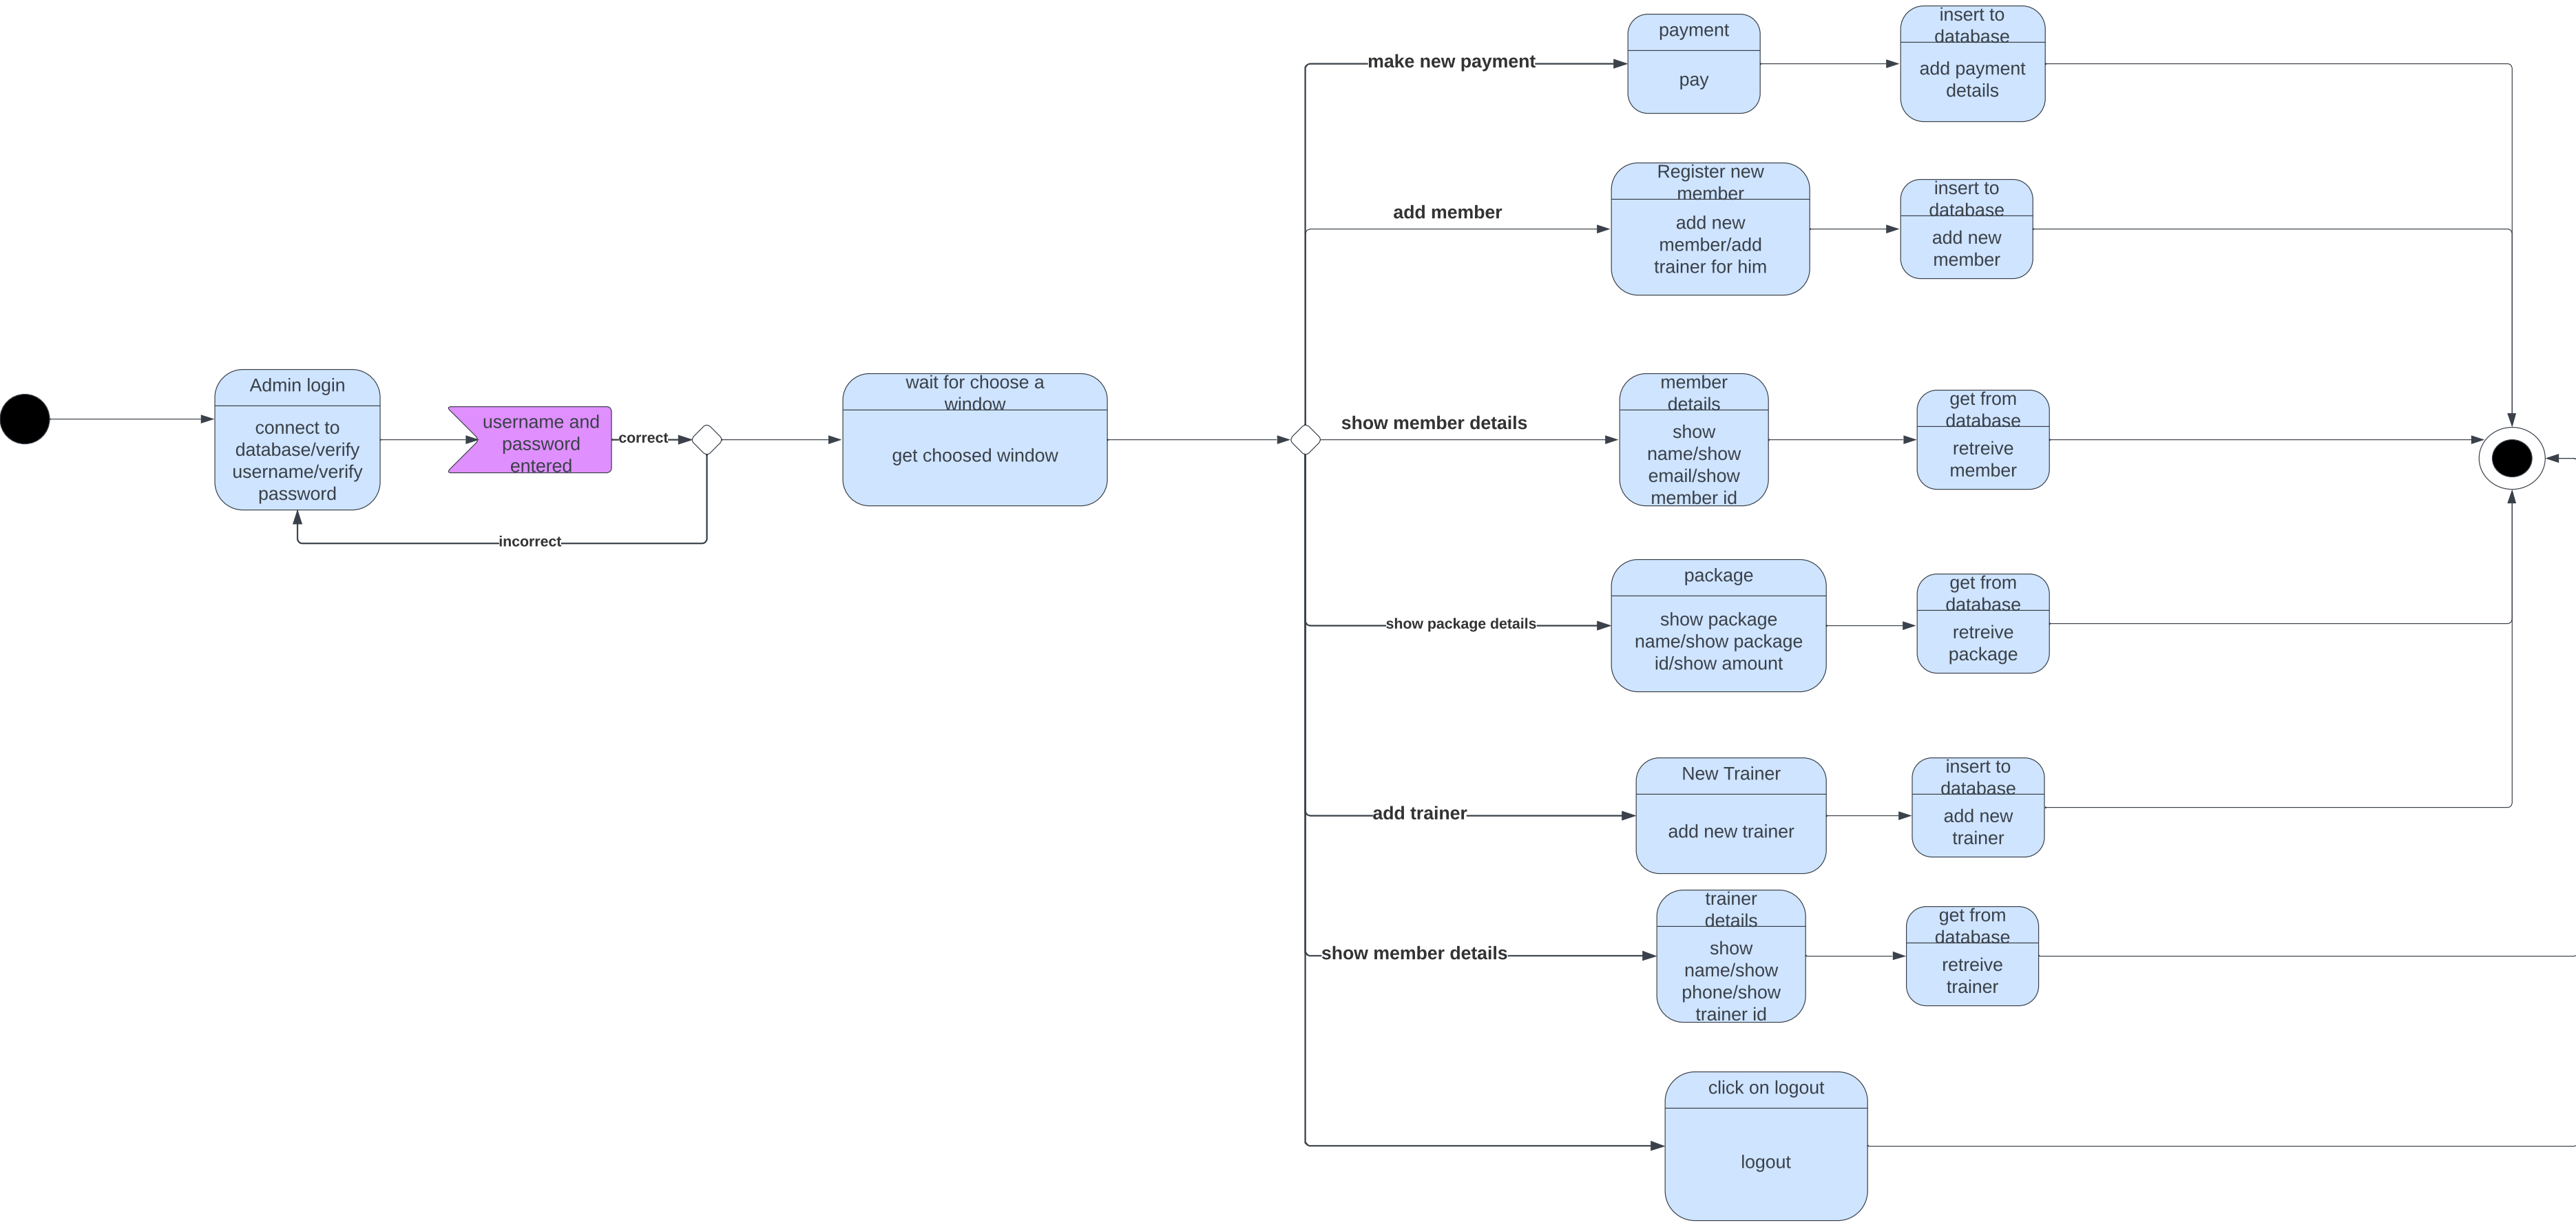 payment
pay
make new payment
insert to
database
add payment
details
Register new
member
add new
member/add
trainer for him
add member
insert to
database
add new
member
Admin login
connect to
database/verify
username/verify
password
username and
password
entered
correct
incorrect
wait for choose a
window
get choosed window
show member details
member
details
show
name/show
email/show
member id
get from
database
retreive
member
show package details
package
show package
name/show package
id/show amount
get from
database
retreive
package
add trainer
New Trainer
add new trainer
insert to
database
add new
trainer
show member details
trainer
details
show
name/show
phone/show
trainer id
get from
database
retreive
trainer
click on logout
logout